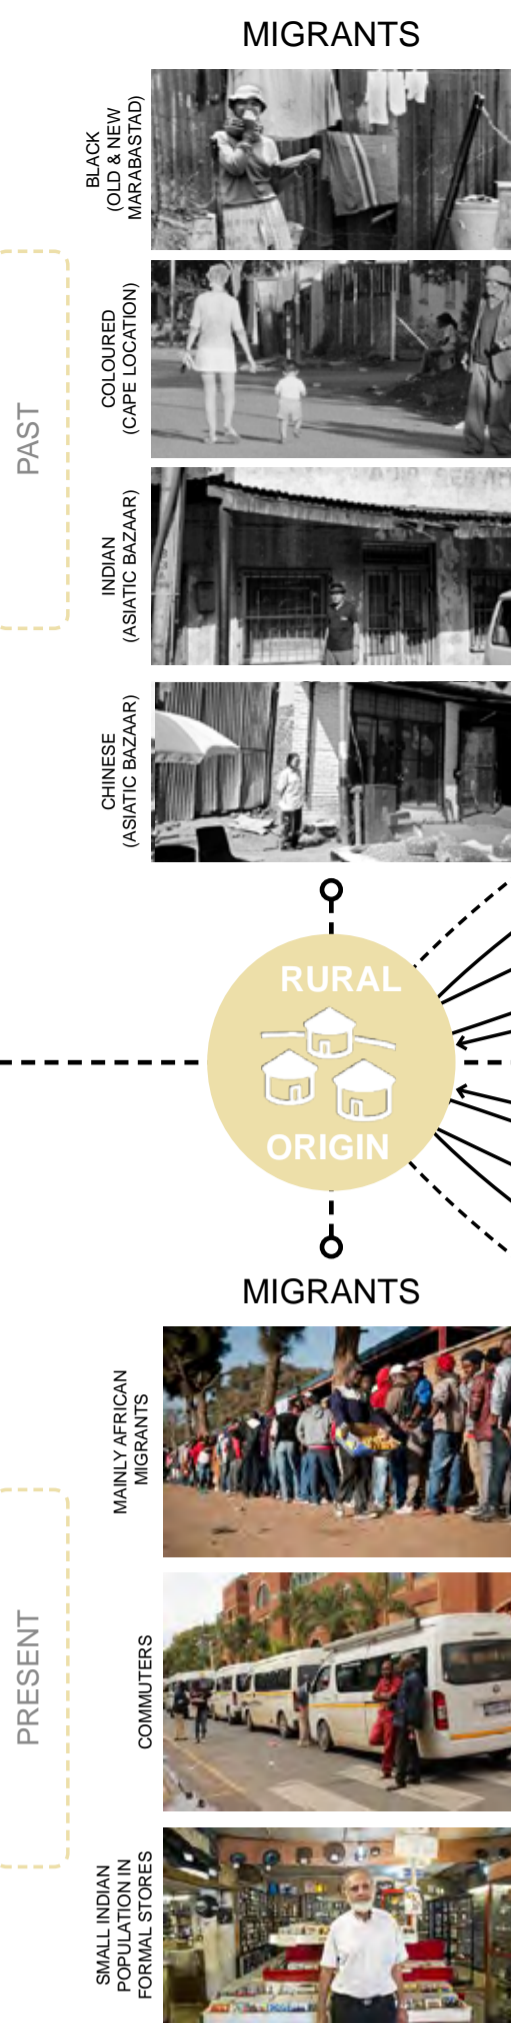 MIGRANTS
BLACK
(OLD & NEW
MARABASTAD)
COLOURED
(CAPE LOCATION)
PAST
INDIAN
(ASIATIC BAZAAR)
CHINESE
(ASIATIC BAZAAR)
RURAL
ORIGIN
MIGRANTS
MAINLY AFRICAN
MIGRANTS
PRESENT
COMMUTERS
SMALL INDIAN
POPULATION IN
FORMAL STORES